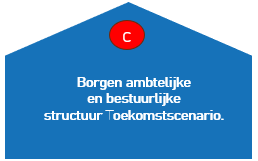 C
Borgen ambtelijke
en bestuurlijke
structuur Toekomstscenario.